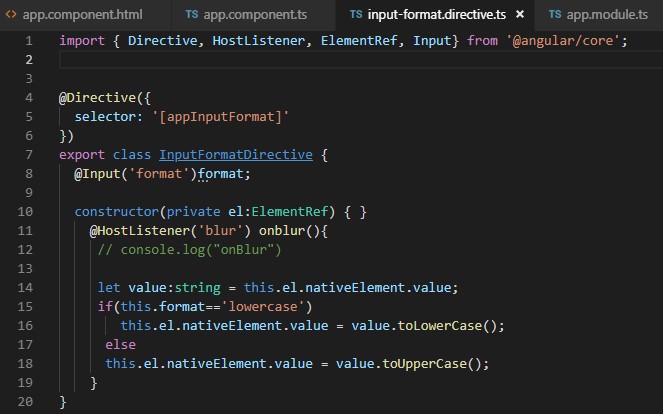 <> app.component.html TS app.component.ts TS input-format.directive.ts × TS app.module.ts
1 import { Directive, HostListener, ElementRef, Input} from '@angular/core';
2
3
4 @Directive({
5 selector: '[appInputFormat]'
6 })
7 export class InputFormatDirective {
8 @Input('format')format;
9
10 constructor(private el:ElementRef) { }
11 @HostListener('blur') onblur(){
12 // console.log("onBlur")
13
14 let value:string = this.el.nativeElement.value;
15 if(this.format=='lowercase')
16 this.el.nativeElement.value = value.toLowerCase();
17 else
18 this.el.nativeElement.value = value.toUpperCase();
19 }
20 }